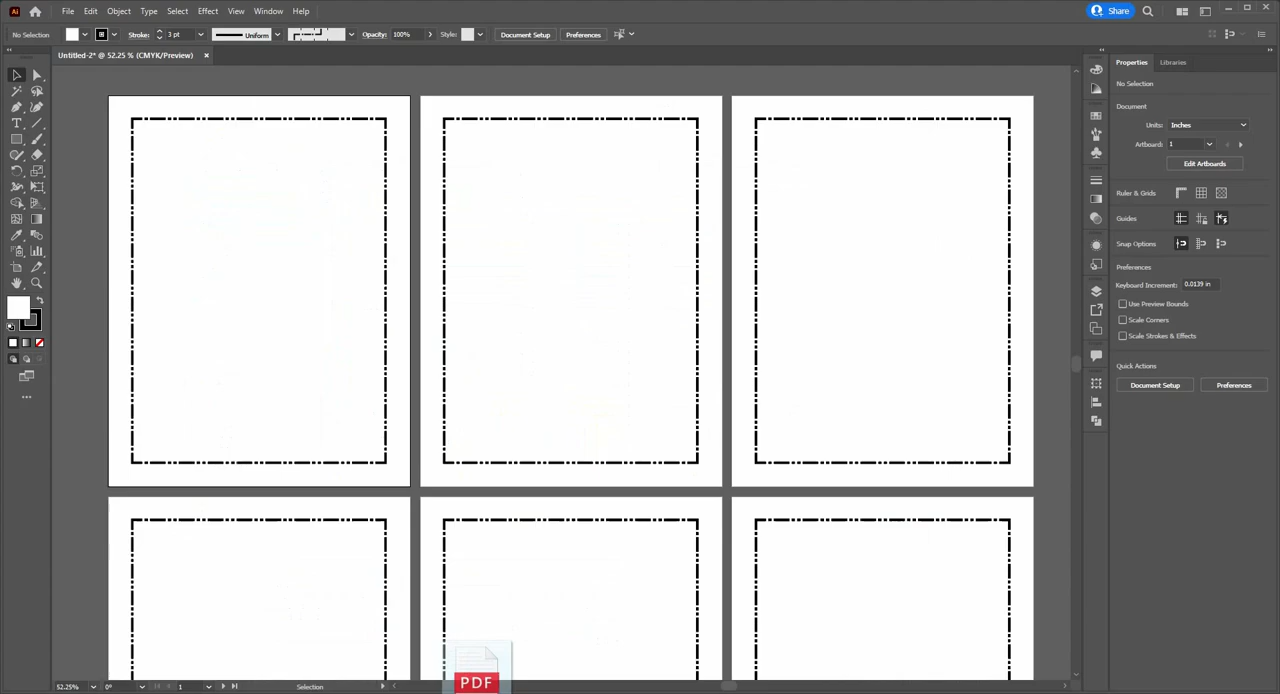 Ai File Edit Object Type Select Effect View Window Help Share
No Selection Stroke: 3 pt Uniform Opacity: 100% Style: Document Setup Preferences
Untitled-2* @ 52.25 % (CMYK/Preview) ×
Properties Libraries
No Selection
Document
Units: Inches
Artboard: 1
Edit Artboards
Ruler & Grids
Guides
Snap Options
Preferences
Keyboard Increment: 0.0139 in
Use Preview Bounds
Scale Corners
Scale Strokes & Effects
Quick Actions
Document Setup Preferences
PDF
52.25% 0° 1 Selection